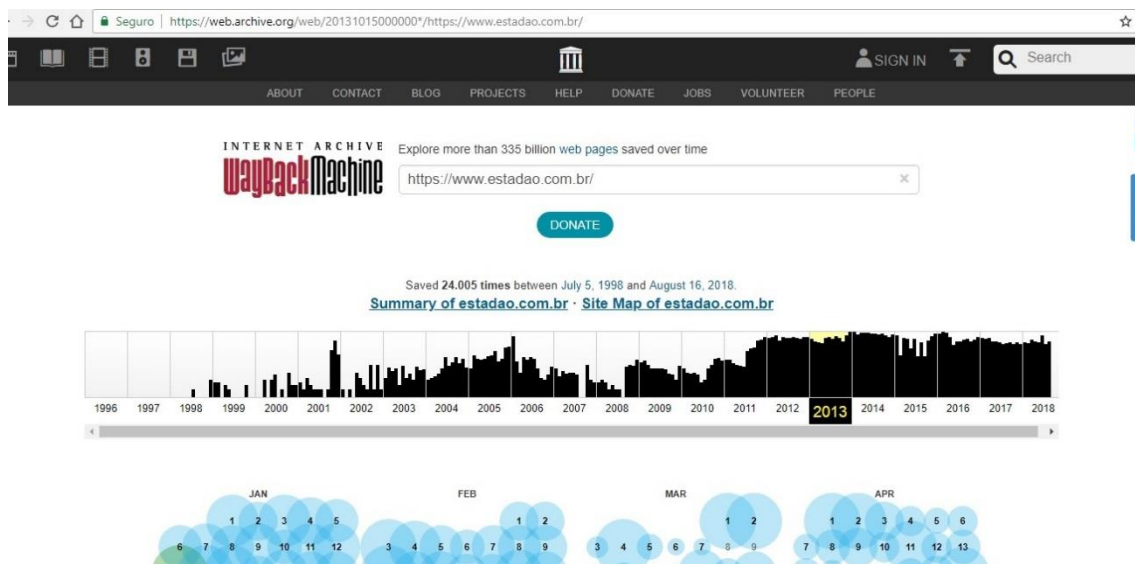 Seguro | https://web.archive.org/web/20131015000000*/https://www.estadao.com.br/
SIGN IN Search
ABOUT CONTACT BLOG PROJECTS HELP DONATE JOBS VOLUNTEER PEOPLE
INTERNET ARCHIVE
WayBackMachine
Explore more than 335 billion web pages saved over time
https://www.estadao.com.br/ ×
DONATE
Saved 24.005 times between July 5, 1998 and August 16, 2018.
Summary of estadao.com.br · Site Map of estadao.com.br
1996 1997 1998 1999 2000 2001 2002 2003 2004 2005 2006 2007 2008 2009 2010 2011 2012 2013 2014 2015 2016 2017 2018
JAN FEB MAR APR
1 2 3 4 5 1 2 1 2 1 2 3 4 5 6
6 7 8 9 10 11 12 3 4 5 6 7 8 9 3 4 5 6 7 8 9 7 8 9 10 11 12 13